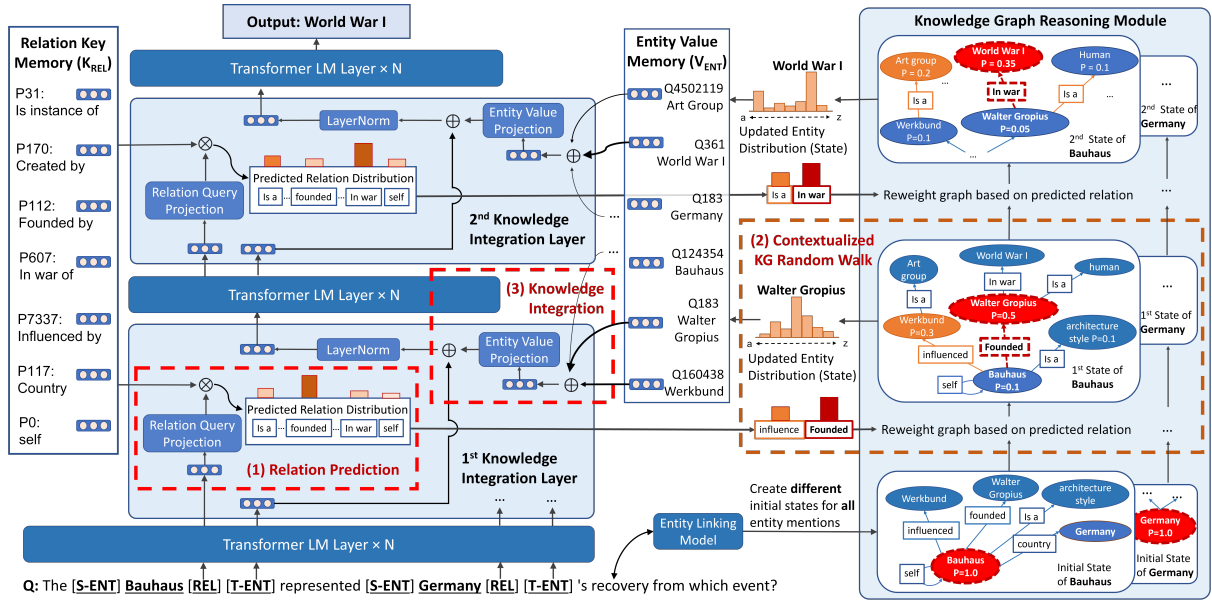 Output: World War I
Relation Key
Memory (K_REL)
P31:
Is instance of
P170:
Created by
P112:
Founded by
P607:
In war of
P7337:
Influenced by
P117:
Country
P0:
self
Transformer LM Layer × N
LayerNorm
Entity Value
Projection
Predicted Relation Distribution
Is a ... founded ... In war self
Relation Query
Projection
2nd Knowledge
Integration Layer
Transformer LM Layer × N
(3) Knowledge
Integration
LayerNorm
Entity Value
Projection
Predicted Relation Distribution
Is a ... founded ... In war self
Relation Query
Projection
(1) Relation Prediction
1st Knowledge
Integration Layer
... ...
Transformer LM Layer × N
Q: The [S-ENT] Bauhaus [REL] [T-ENT] represented [S-ENT] Germany [REL] [T-ENT] 's recovery from which event?
Entity Value
Memory (V_ENT)
Q4502119
Art Group
Q361
World War I
Q183
Germany
...
Q124354
Bauhaus
...
Q183
Walter
Gropius
Q160438
Werkbund
World War I
a z
Updated Entity
Distribution (State)
Is a In war
(2) Contextualized
KG Random Walk
Walter Gropius
a z
Updated Entity
Distribution (State)
influence Founded
Create different
initial states for all
entity mentions
Entity Linking
Model
Knowledge Graph Reasoning Module
World War I
P = 0.35
Art group
P = 0.2
Human
P = 0.1
...
Is a
In war
Is a
...
...
Werkbund
P=0.1
Walter Gropius
P=0.05
...
2nd State of
Bauhaus
...
2nd State of
Germany
Reweight graph based on predicted relation
...
World War I
Art
group
human
Is a
In war
Is a
Walter Gropius
P=0.5
Werkbund
P=0.3
architecture
style P=0.1
influenced
Founded
Is a
self
Bauhaus
P=0.1
1st State of
Bauhaus
...
1st State of
Germany
Reweight graph based on predicted relation
...
Werkbund
Walter
Gropius
architecture
style
influenced
founded
Is a
country
Germany
self
Bauhaus
P=1.0
Initial State
of Bauhaus
... ...
Germany
P=1.0
Initial State
of Germany